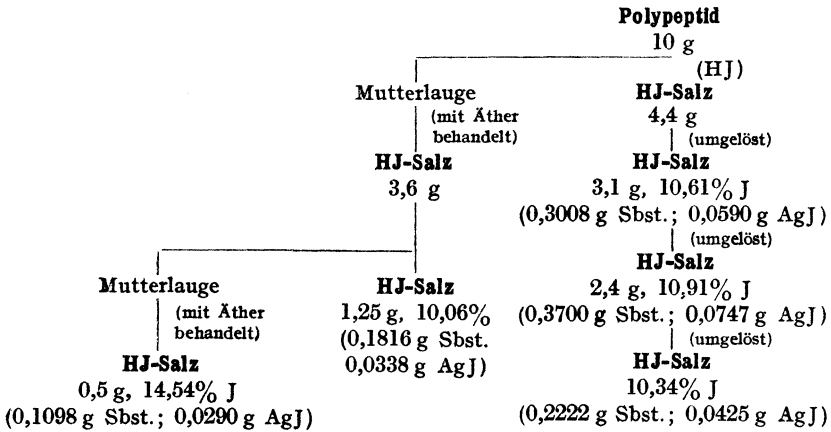 Polypeptid
10 g
(HJ)
Mutterlauge
(mit Äther
behandelt)
HJ-Salz
3,6 g
HJ-Salz
4,4 g
(umgelöst)
HJ-Salz
3,1 g, 10,61% J
(0,3008 g Sbst.; 0,0590 g AgJ)
(umgelöst)
HJ-Salz
2,4 g, 10,91% J
(0,3700 g Sbst.; 0,0747 g AgJ)
(umgelöst)
HJ-Salz
10,34% J
(0,2222 g Sbst.; 0,0425 g AgJ)
Mutterlauge
(mit Äther
behandelt)
HJ-Salz
0,5 g, 14,54% J
(0,1098 g Sbst.; 0,0290 g AgJ)
HJ-Salz
1,25 g, 10,06%
(0,1816 g Sbst.
0,0338 g AgJ)